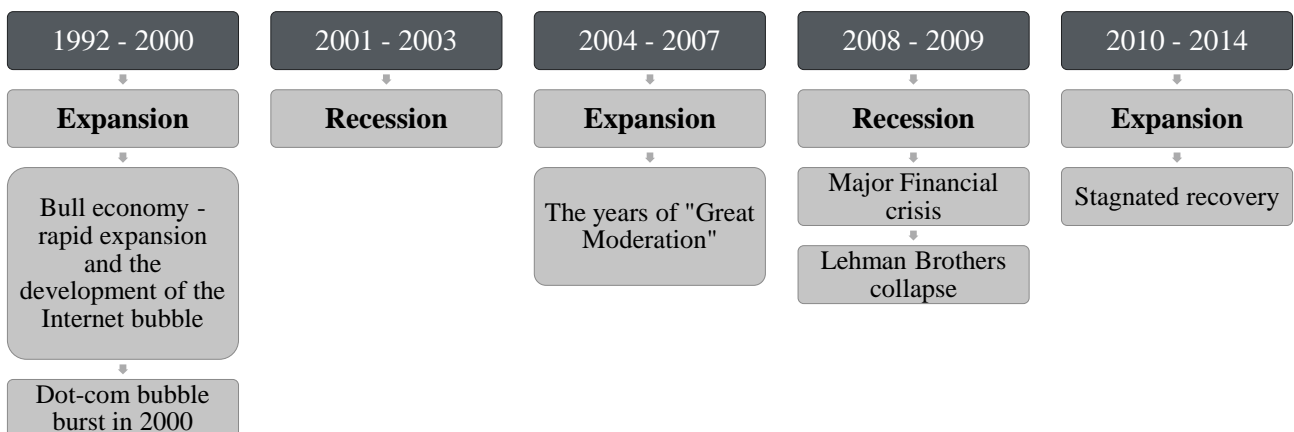 1992 - 2000
Expansion
Bull economy -
rapid expansion
and the
development of the
Internet bubble
Dot-com bubble
burst in 2000
2001 - 2003
Recession
2004 - 2007
Expansion
The years of "Great
Moderation"
2008 - 2009
Recession
Major Financial
crisis
Lehman Brothers
collapse
2010 - 2014
Expansion
Stagnated recovery